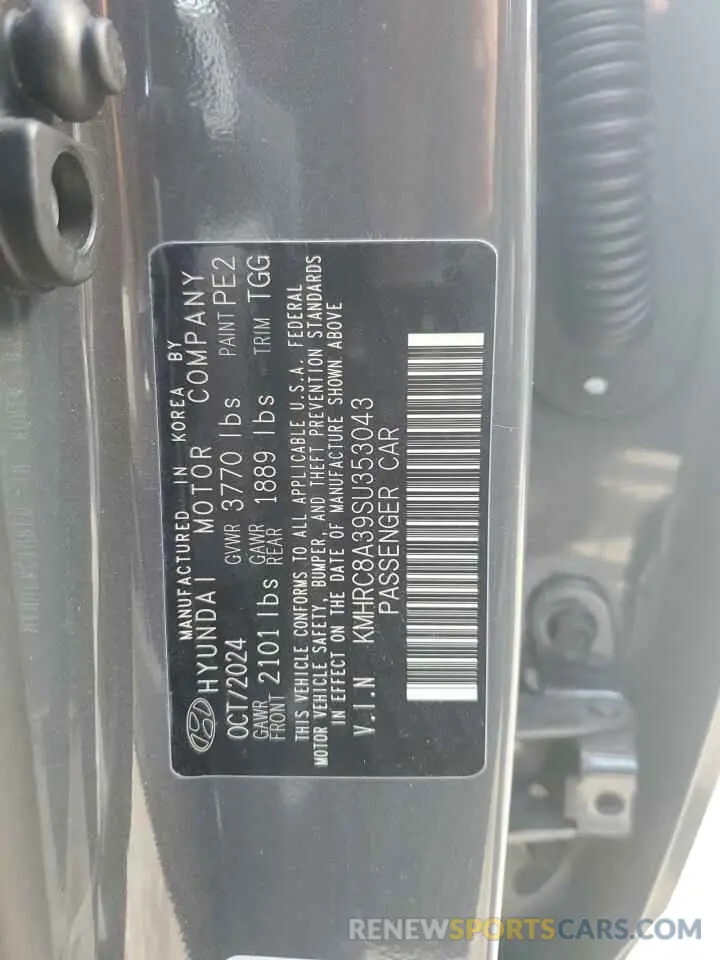 MANUFACTURED IN KOREA BY
HYUNDAI MOTOR COMPANY
OCT/2024 GVWR 3770 lbs PAINT PE2
GAWR FRONT 2101 lbs GAWR REAR 1889 lbs TRIM TGG
THIS VEHICLE CONFORMS TO ALL APPLICABLE U.S.A. FEDERAL
MOTOR VEHICLE SAFETY, BUMPER, AND THEFT PREVENTION STANDARDS
IN EFFECT ON THE DATE OF MANUFACTURE SHOWN ABOVE
V.I.N KMHRC8A39SU353043
PASSENGER CAR
RENEWSPORTSCARS.COM